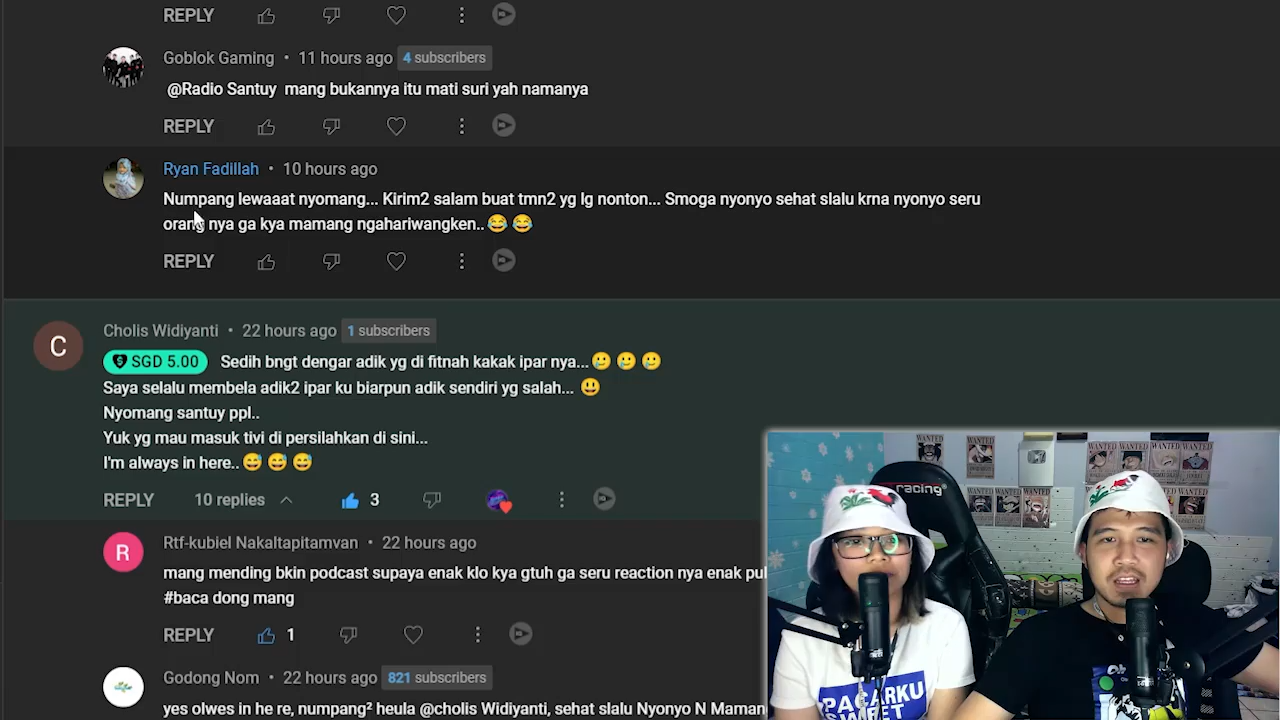 REPLY
Goblok Gaming • 11 hours ago 4 subscribers
@Radio Santuy mang bukannya itu mati suri yah namanya
REPLY
Ryan Fadillah • 10 hours ago
Numpang lewaaat nyomang... Kirim2 salam buat tmn2 yg lg nonton... Smoga nyonyo sehat slalu krna nyonyo seru
orang nya ga kya mamang ngahariwangken.. 😂 😂
REPLY
C
Cholis Widiyanti • 22 hours ago 1 subscribers
SGD 5.00 Sedih bngt dengar adik yg di fitnah kakak ipar nya... 🥲 🥲 🥲
Saya selalu membela adik2 ipar ku biarpun adik sendiri yg salah... 😃
Nyomang santuy ppl..
Yuk yg mau masuk tivi di persilahkan di sini...
I'm always in here.. 😅 😅 😅
REPLY 10 replies 3
R
Rtf-kubiel Nakaltapitamvan • 22 hours ago
mang mending bkin podcast supaya enak klo kya gtuh ga seru reaction nya enak pul
#baca dong mang
REPLY 1
Godong Nom • 22 hours ago 821 subscribers
yes olwes in he re, numpang² heula @cholis Widiyanti, sehat slalu Nyonyo N Mamang
WANTED
WANTED
WANTED
WANTED
WANTED
racing
PACARKU